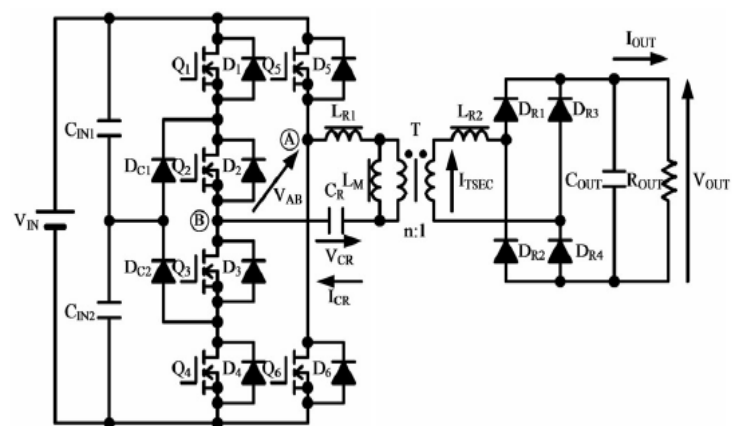 Q1 D1 Q5 D5
IOUT
LR1 T LR2 DR1 DR3
CIN1
A
DC1 Q2 D2
LM
ITSEC COUT ROUT VOUT
VAB
CR
VIN
B
n:1
VCR
DC2 Q3 D3
DR2 DR4
ICR
CIN2
Q4 D4 Q6 D6